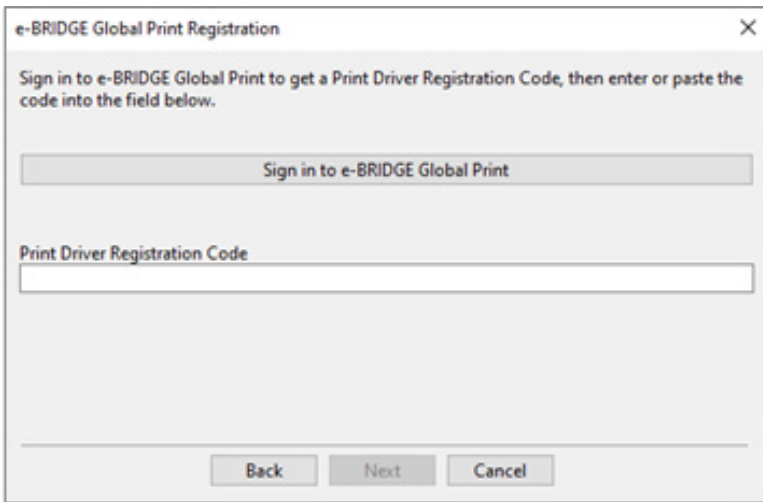 e-BRIDGE Global Print Registration
Sign in to e-BRIDGE Global Print to get a Print Driver Registration Code, then enter or paste the
code into the field below.
Sign in to e-BRIDGE Global Print
Print Driver Registration Code
Back Next Cancel